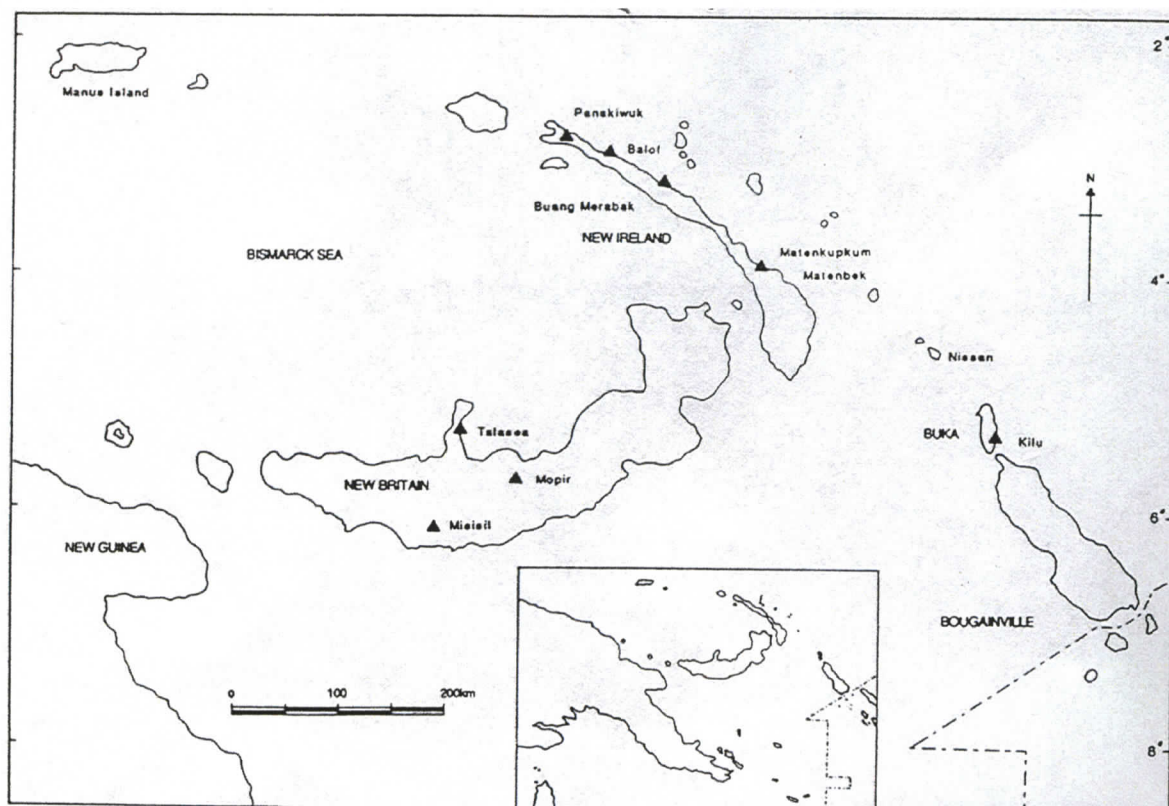 2°
Manus Island
Panakiwuk
Balof
N
Buang Merabak
NEW IRELAND
BISMARCK SEA
Matenkupkum
Matenbek
4°
Nissan
Talasea
BUKA
Kilu
NEW BRITAIN
Mopir
Misisil
6°
NEW GUINEA
BOUGAINVILLE
0 100 200km
8°